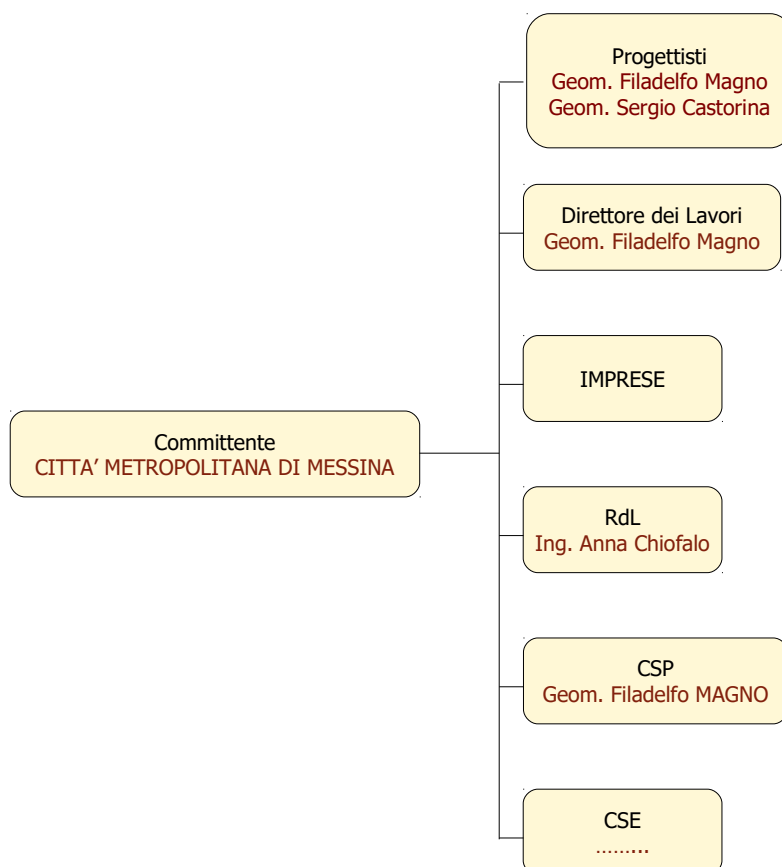 Progettisti
Geom. Filadelfo Magno
Geom. Sergio Castorina
Direttore dei Lavori
Geom. Filadelfo Magno
IMPRESE
Committente
CITTA’ METROPOLITANA DI MESSINA
RdL
Ing. Anna Chiofalo
CSP
Geom. Filadelfo MAGNO
CSE
.........